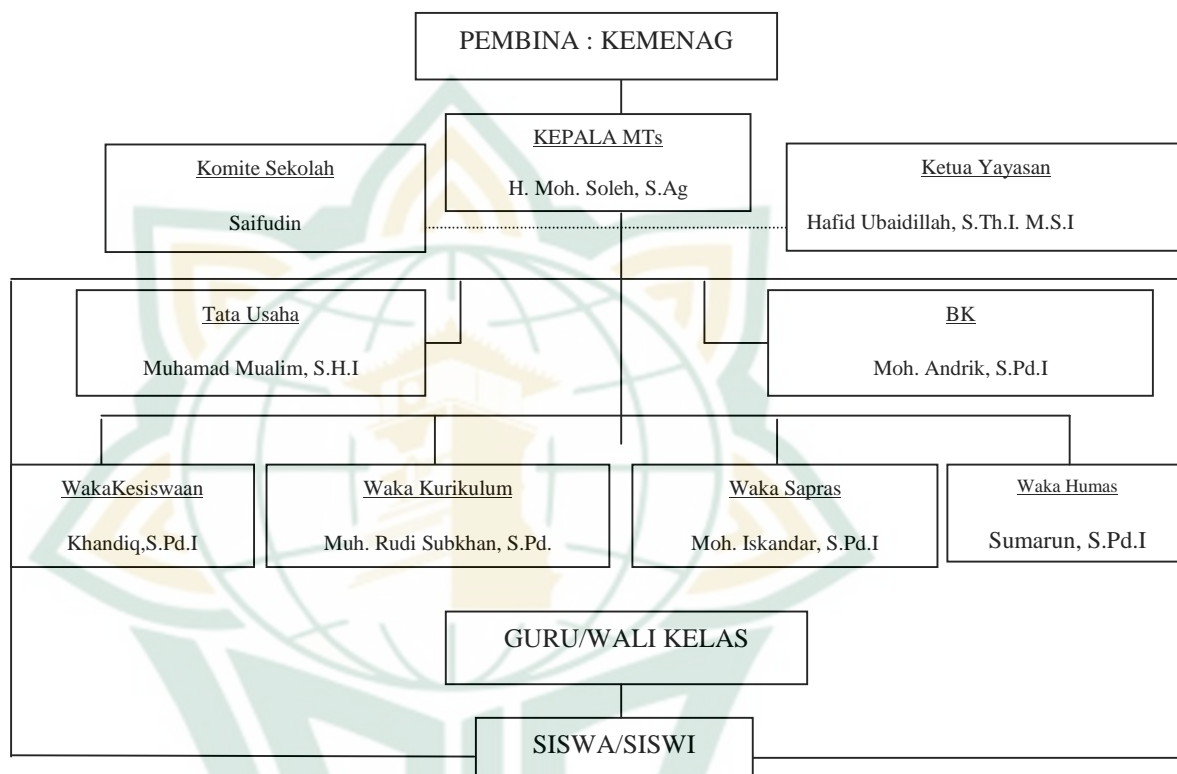 PEMBINA : KEMENAG
KEPALA MTs
H. Moh. Soleh, S.Ag
Komite Sekolah
Saifudin
Ketua Yayasan
Hafid Ubaidillah, S.Th.I. M.S.I
Tata Usaha
Muhamad Mualim, S.H.I
BK
Moh. Andrik, S.Pd.I
WakaKesiswaan
Khandiq,S.Pd.I
Waka Kurikulum
Muh. Rudi Subkhan, S.Pd.
Waka Sapras
Moh. Iskandar, S.Pd.I
Waka Humas
Sumarun, S.Pd.I
GURU/WALI KELAS
SISWA/SISWI